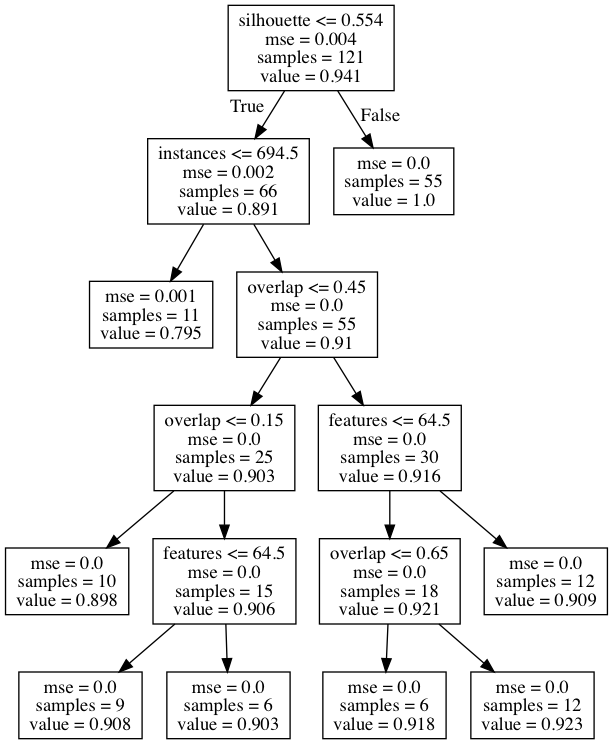 silhouette <= 0.554
mse = 0.004
samples = 121
value = 0.941
True
False
instances <= 694.5
mse = 0.002
samples = 66
value = 0.891
mse = 0.0
samples = 55
value = 1.0
mse = 0.001
samples = 11
value = 0.795
overlap <= 0.45
mse = 0.0
samples = 55
value = 0.91
overlap <= 0.15
mse = 0.0
samples = 25
value = 0.903
features <= 64.5
mse = 0.0
samples = 30
value = 0.916
mse = 0.0
samples = 10
value = 0.898
features <= 64.5
mse = 0.0
samples = 15
value = 0.906
overlap <= 0.65
mse = 0.0
samples = 18
value = 0.921
mse = 0.0
samples = 12
value = 0.909
mse = 0.0
samples = 9
value = 0.908
mse = 0.0
samples = 6
value = 0.903
mse = 0.0
samples = 6
value = 0.918
mse = 0.0
samples = 12
value = 0.923